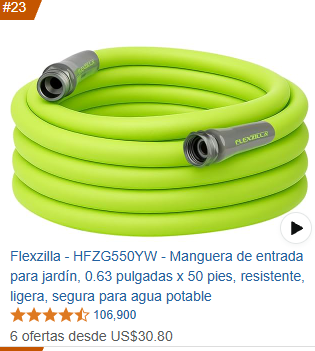 #23
FLEXZILLA
Flexzilla - HFZG550YW - Manguera de entrada
para jardín, 0.63 pulgadas x 50 pies, resistente,
ligera, segura para agua potable
106,900
6 ofertas desde US$30.80